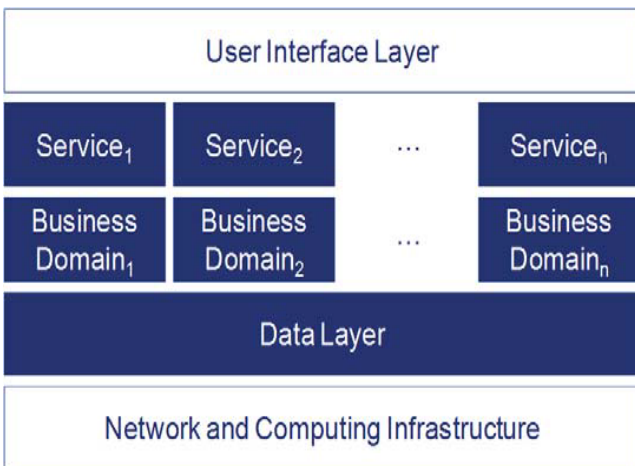 User Interface Layer
Service₁ Service₂ ... Serviceₙ
Business Business ... Business
Domain₁ Domain₂ Domainₙ
Data Layer
Network and Computing Infrastructure